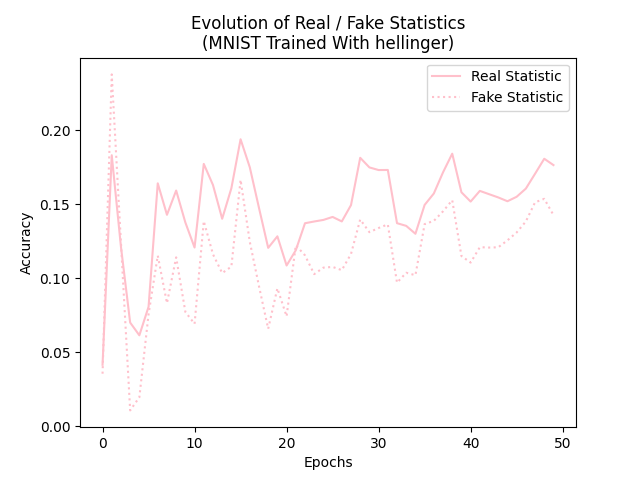 Evolution of Real / Fake Statistics
(MNIST Trained With hellinger)
Real Statistic
Fake Statistic
Accuracy
0.20
0.15
0.10
0.05
0.00
0 10 20 30 40 50
Epochs